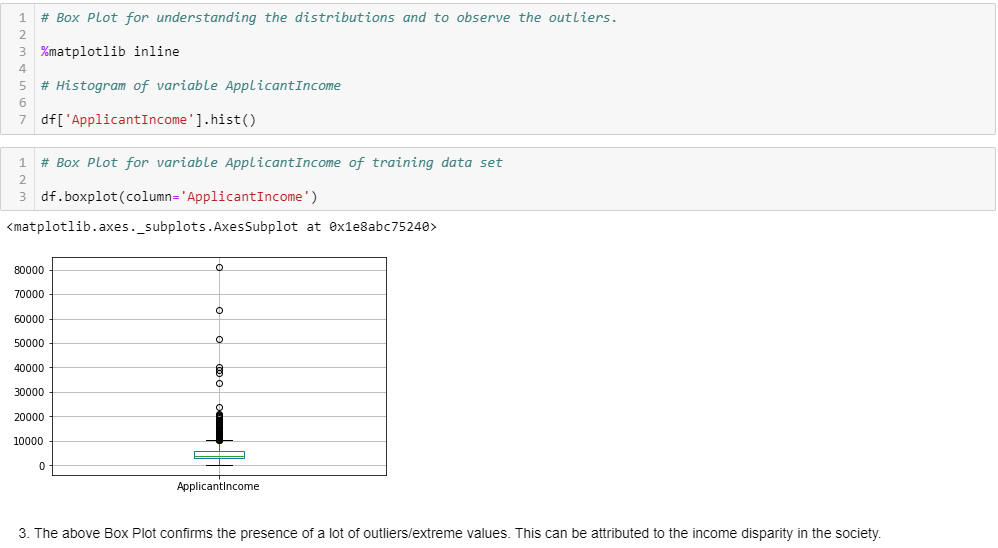 1 # Box Plot for understanding the distributions and to observe the outliers.
2
3 %matplotlib inline
4
5 # Histogram of variable ApplicantIncome
6
7 df['ApplicantIncome'].hist()
1 # Box Plot for variable ApplicantIncome of training data set
2
3 df.boxplot(column='ApplicantIncome')
<matplotlib.axes._subplots.AxesSubplot at 0x1e8abc75240>
80000
70000
60000
50000
40000
30000
20000
10000
0
ApplicantIncome
3. The above Box Plot confirms the presence of a lot of outliers/extreme values. This can be attributed to the income disparity in the society.